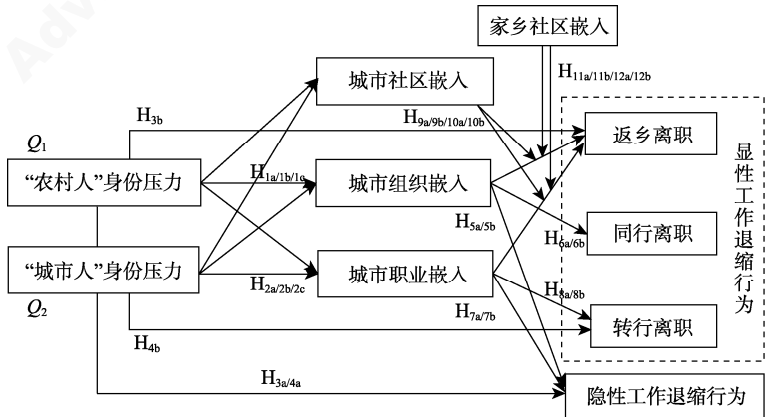 Adv
家乡社区嵌入
H11a/11b/12a/12b
城市社区嵌入
H3b
H9a/9b/10a/10b
Q1
返乡离职
“农村人”身份压力
H1a/1b/1c
城市组织嵌入
显性工作退缩行为
H5a/5b
H6a/6b
同行离职
“城市人”身份压力
城市职业嵌入
H2a/2b/2c
H8a/8b
Q2
H7a/7b
转行离职
H4b
H3a/4a
隐性工作退缩行为